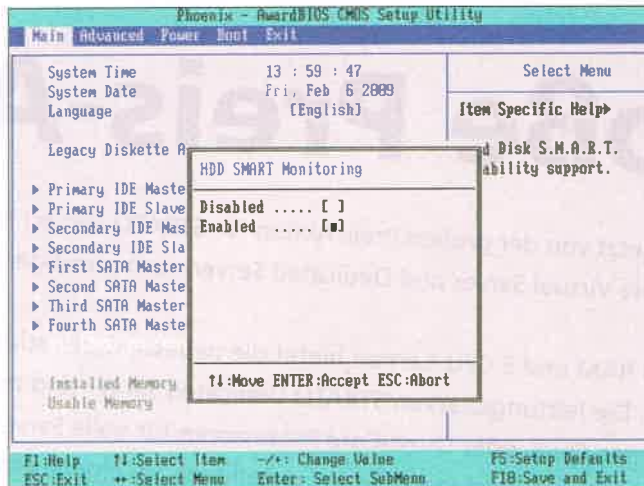 Phoenix - AwardBIOS CMOS Setup Utility
Main Advanced Power Boot Exit
System Time 13 : 59 : 47
System Date Fri, Feb 6 2009
Language [English]
Legacy Diskette A
▶ Primary IDE Maste
▶ Primary IDE Slave
▶ Secondary IDE Mas
▶ Secondary IDE Sla
▶ First SATA Master
▶ Second SATA Maste
▶ Third SATA Master
▶ Fourth SATA Maste
Installed Memory
Usable Memory
HDD SMART Monitoring
Disabled ..... [ ]
Enabled ..... [■]
↑↓:Move ENTER:Accept ESC:Abort
Select Menu
Item Specific Help▶
d Disk S.M.A.R.T.
ability support.
F1:Help ↑↓:Select Item -/+: Change Value F5:Setup Defaults
ESC:Exit ↔:Select Menu Enter: Select SubMenu F10:Save and Exit